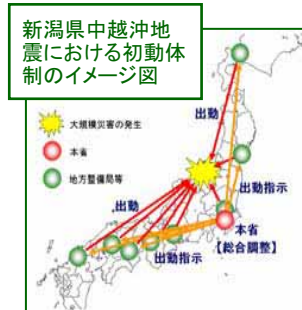 新潟県中越沖地
震における初動体
制のイメージ図
大規模災害の発生
本省
地方整備局等
出動
出動指示
出動
出動指示
本省
【総合調整】